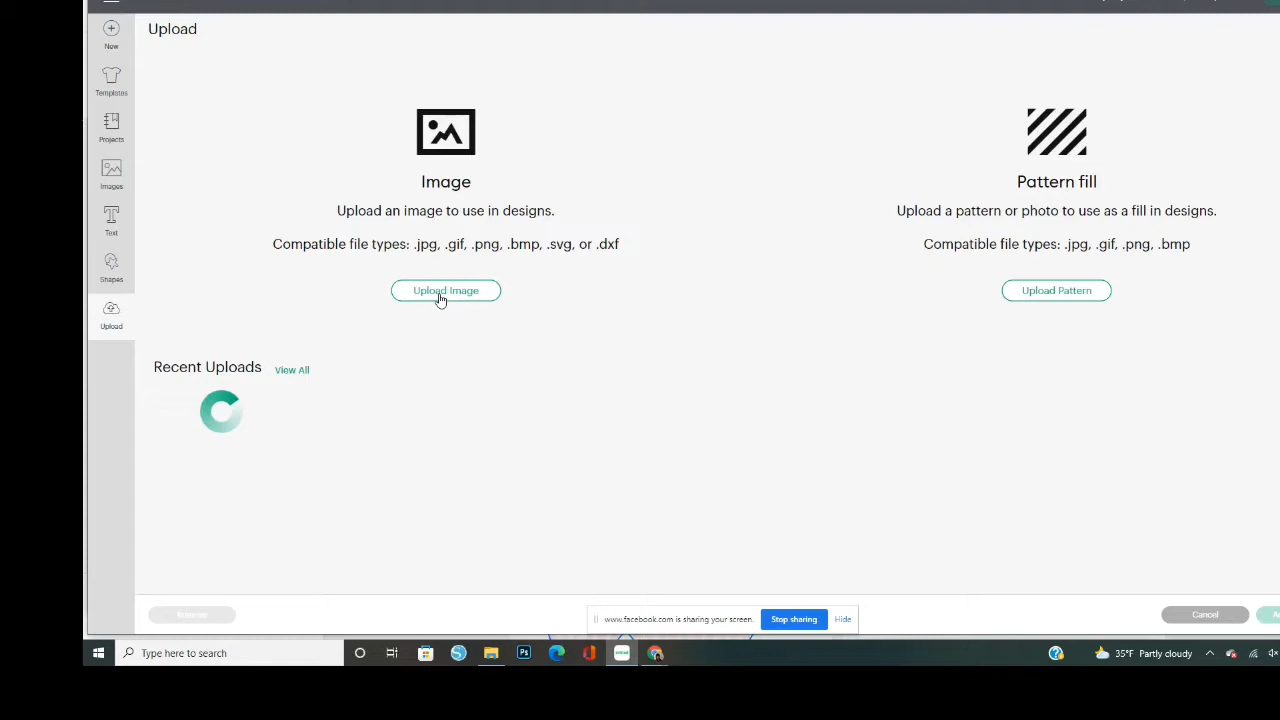 Upload
New
Templates
Projects
Images
Text
Shapes
Upload
Image
Upload an image to use in designs.
Compatible file types: .jpg, .gif, .png, .bmp, .svg, or .dxf
Upload Image
Pattern fill
Upload a pattern or photo to use as a fill in designs.
Compatible file types: .jpg, .gif, .png, .bmp
Upload Pattern
Recent Uploads View All
Cancel
www.facebook.com is sharing your screen. Stop sharing Hide
Type here to search
Ps
35°F Partly cloudy